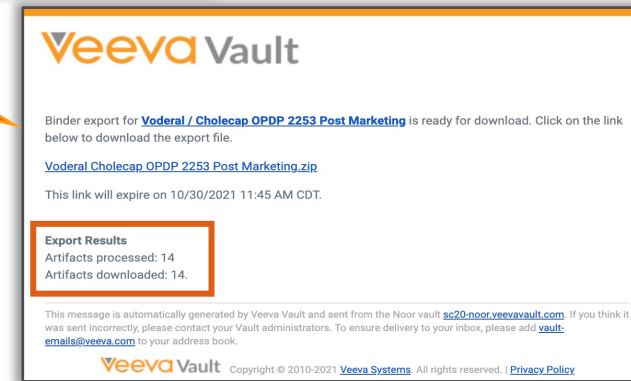 Veeva Vault
Binder export for Voderal / Cholecap OPDP 2253 Post Marketing is ready for download. Click on the link
below to download the export file.
Voderal Cholecap OPDP 2253 Post Marketing.zip
This link will expire on 10/30/2021 11:45 AM CDT.
Export Results
Artifacts processed: 14
Artifacts downloaded: 14.
This message is automatically generated by Veeva Vault and sent from the Noor vault sc20-noor.veevavault.com. If you think it
was sent incorrectly, please contact your Vault administrators. To ensure delivery to your inbox, please add vault-
emails@veeva.com to your address book.
Veeva Vault Copyright © 2010-2021 Veeva Systems. All rights reserved. | Privacy Policy